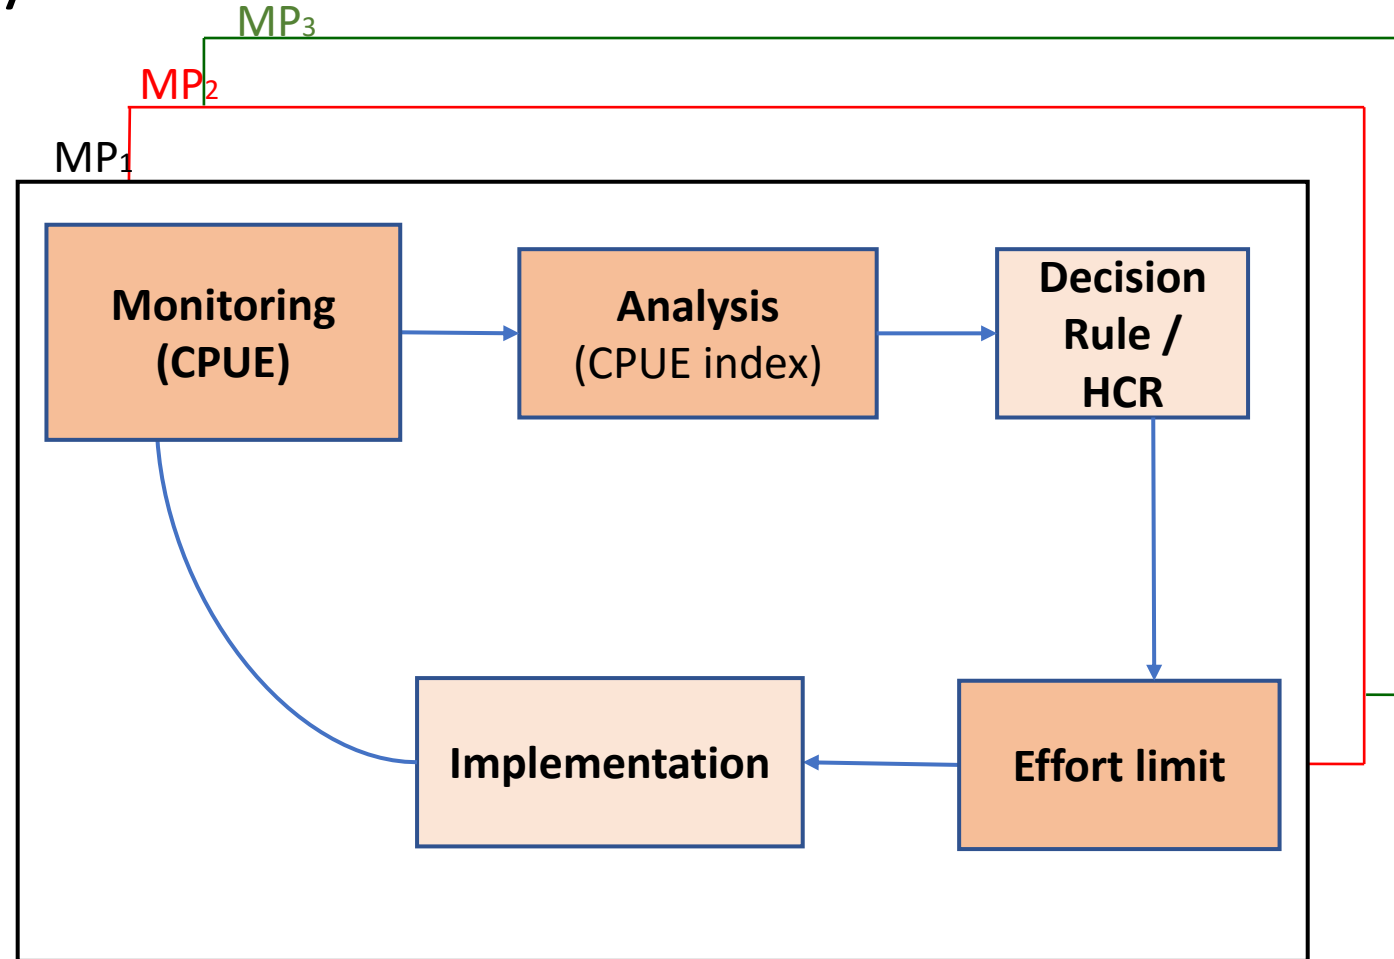 MP3
MP2
MP1
Monitoring
(CPUE)
Analysis
(CPUE index)
Decision
Rule /
HCR
Implementation
Effort limit